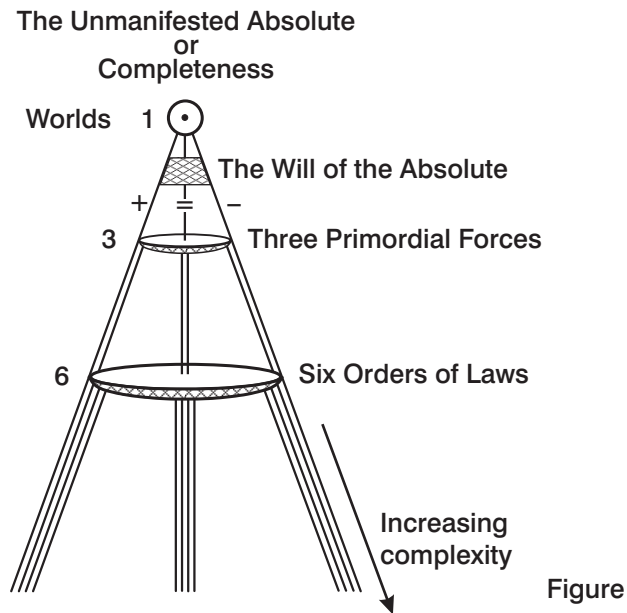 The Unmanifested Absolute
or
Completeness
Worlds 1
The Will of the Absolute
+ = −
3 Three Primordial Forces
6 Six Orders of Laws
Increasing
complexity
Figure